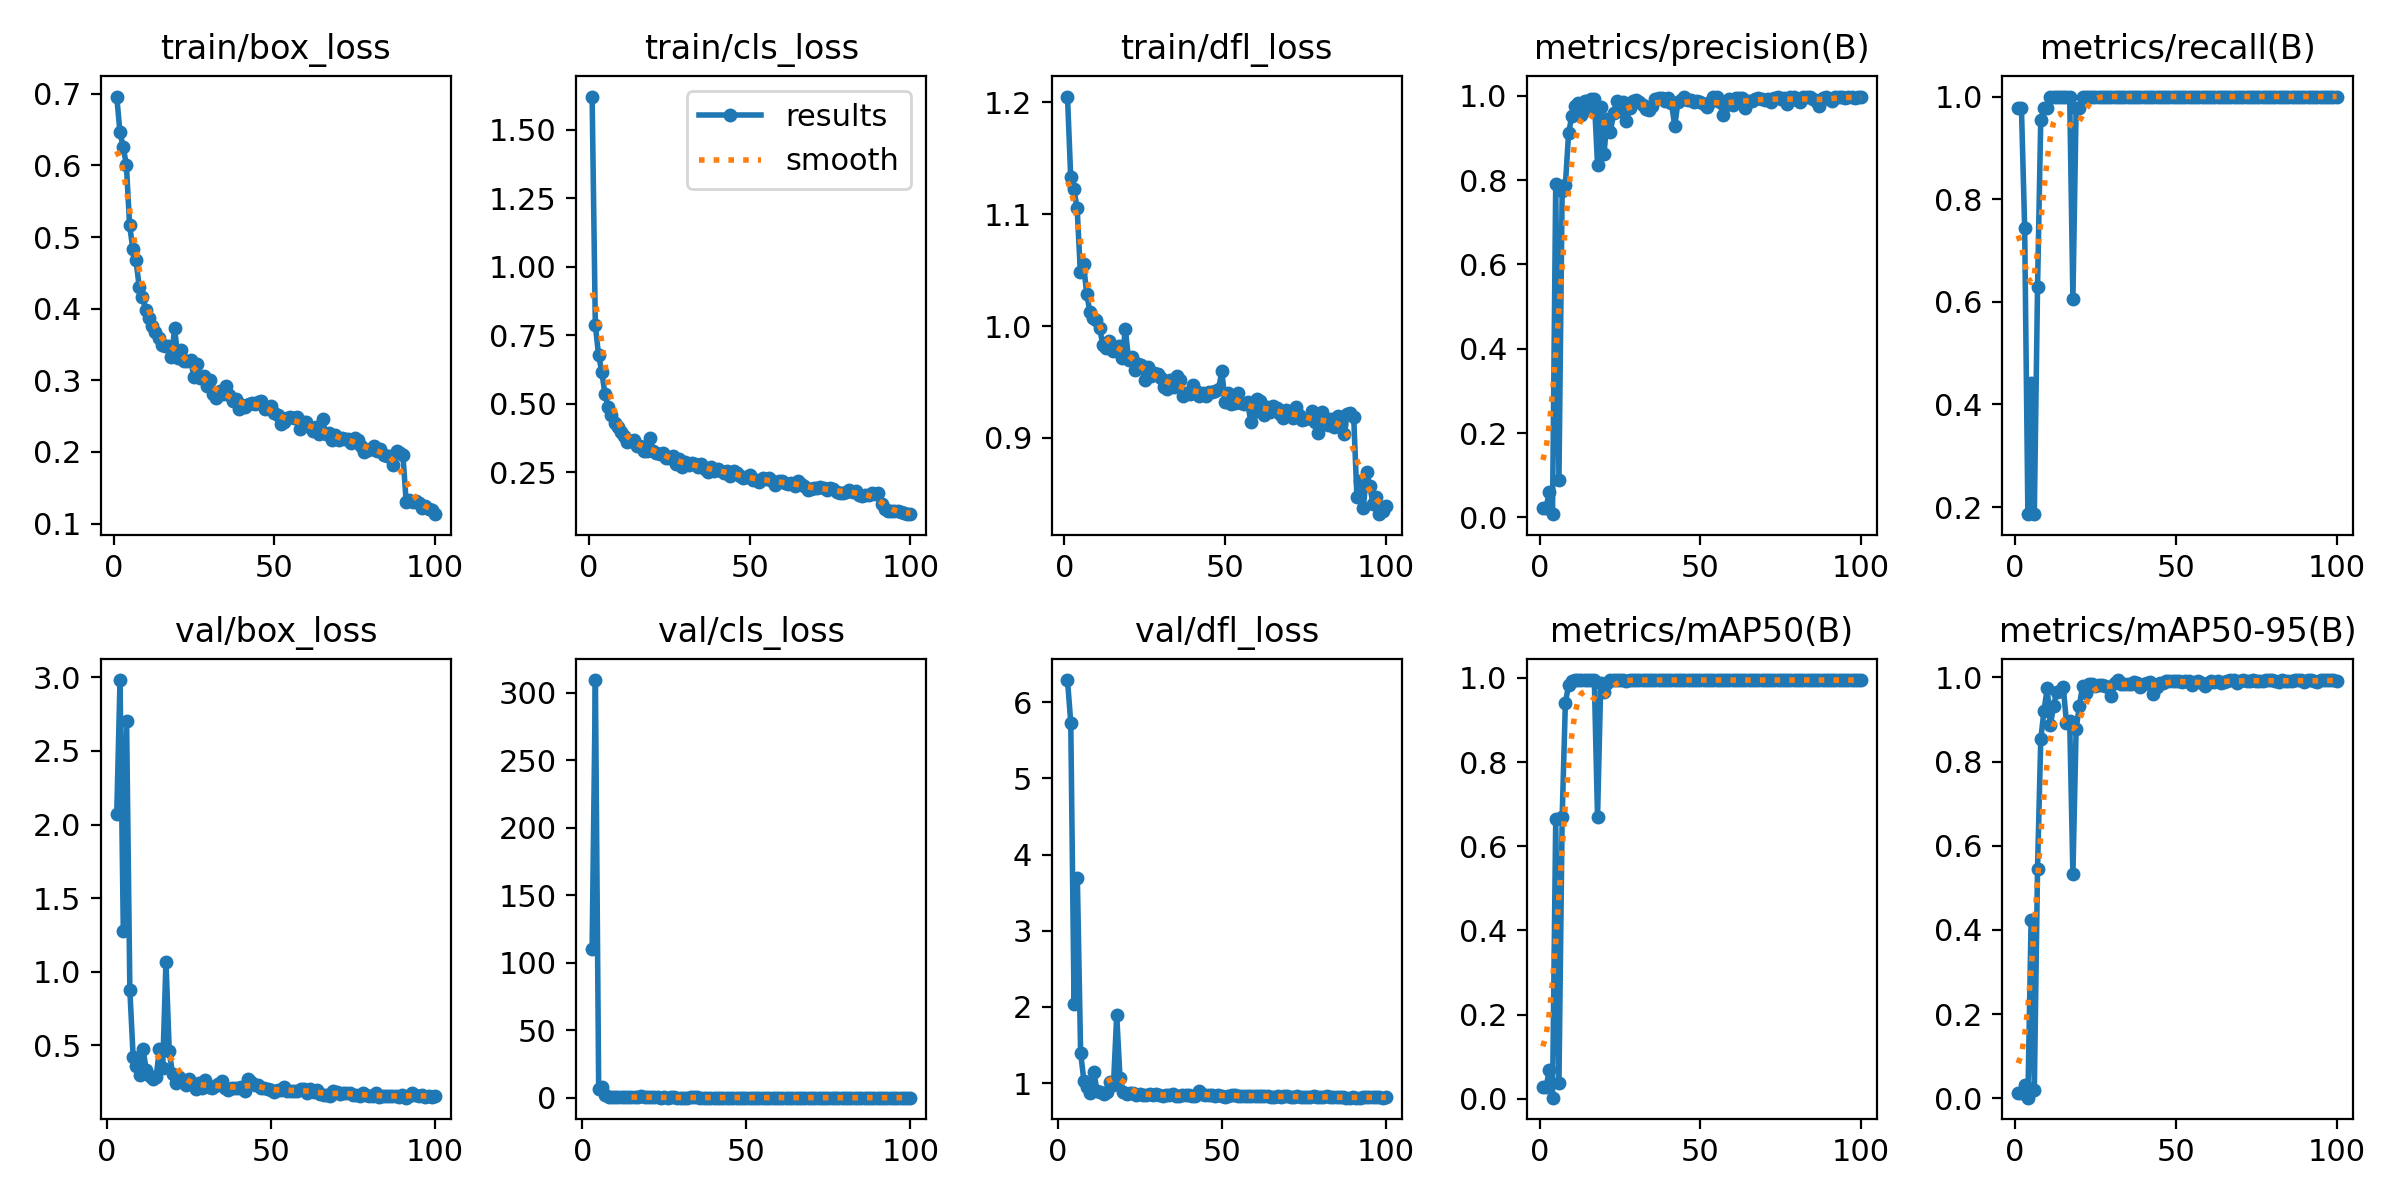 train/box_loss
0.7
0.6
0.5
0.4
0.3
0.2
0.1
0 50 100
train/cls_loss
results
smooth
1.50
1.25
1.00
0.75
0.50
0.25
0 50 100
train/dfl_loss
1.2
1.1
1.0
0.9
0 50 100
metrics/precision(B)
1.0
0.8
0.6
0.4
0.2
0.0
0 50 100
metrics/recall(B)
1.0
0.8
0.6
0.4
0.2
0 50 100
val/box_loss
3.0
2.5
2.0
1.5
1.0
0.5
0 50 100
val/cls_loss
300
250
200
150
100
50
0
0 50 100
val/dfl_loss
6
5
4
3
2
1
0 50 100
metrics/mAP50(B)
1.0
0.8
0.6
0.4
0.2
0.0
0 50 100
metrics/mAP50-95(B)
1.0
0.8
0.6
0.4
0.2
0.0
0 50 100